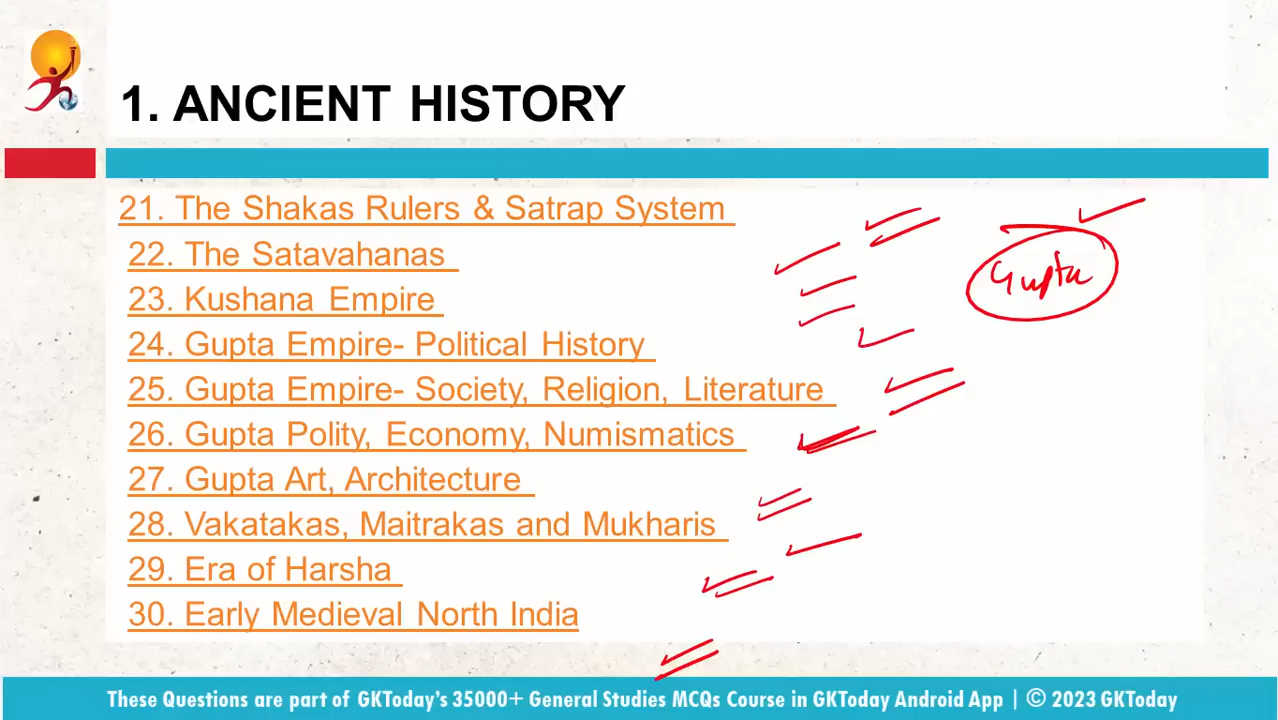 1. ANCIENT HISTORY
21. The Shakas Rulers & Satrap System
22. The Satavahanas
23. Kushana Empire
24. Gupta Empire- Political History
25. Gupta Empire- Society, Religion, Literature
26. Gupta Polity, Economy, Numismatics
27. Gupta Art, Architecture
28. Vakatakas, Maitrakas and Mukharis
29. Era of Harsha
30. Early Medieval North India
Gupta
These Questions are part of GKToday's 35000+ General Studies MCQs Course in GKToday Android App | © 2023 GKToday